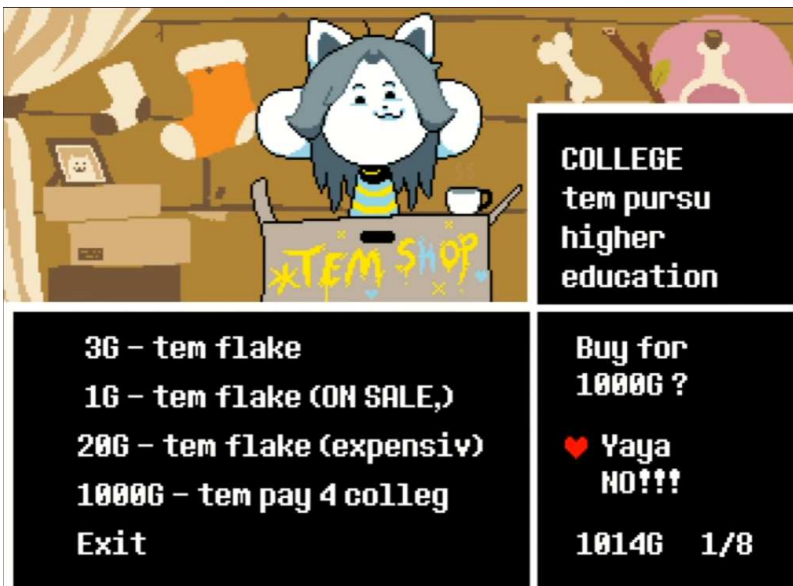 TEM SHOP
COLLEGE
tem pursu
higher
education
3G - tem flake
1G - tem flake (ON SALE,)
20G - tem flake (expensiv)
1000G - tem pay 4 colleg
Exit
Buy for
1000G ?
Yaya
NO!!!
1014G 1/8